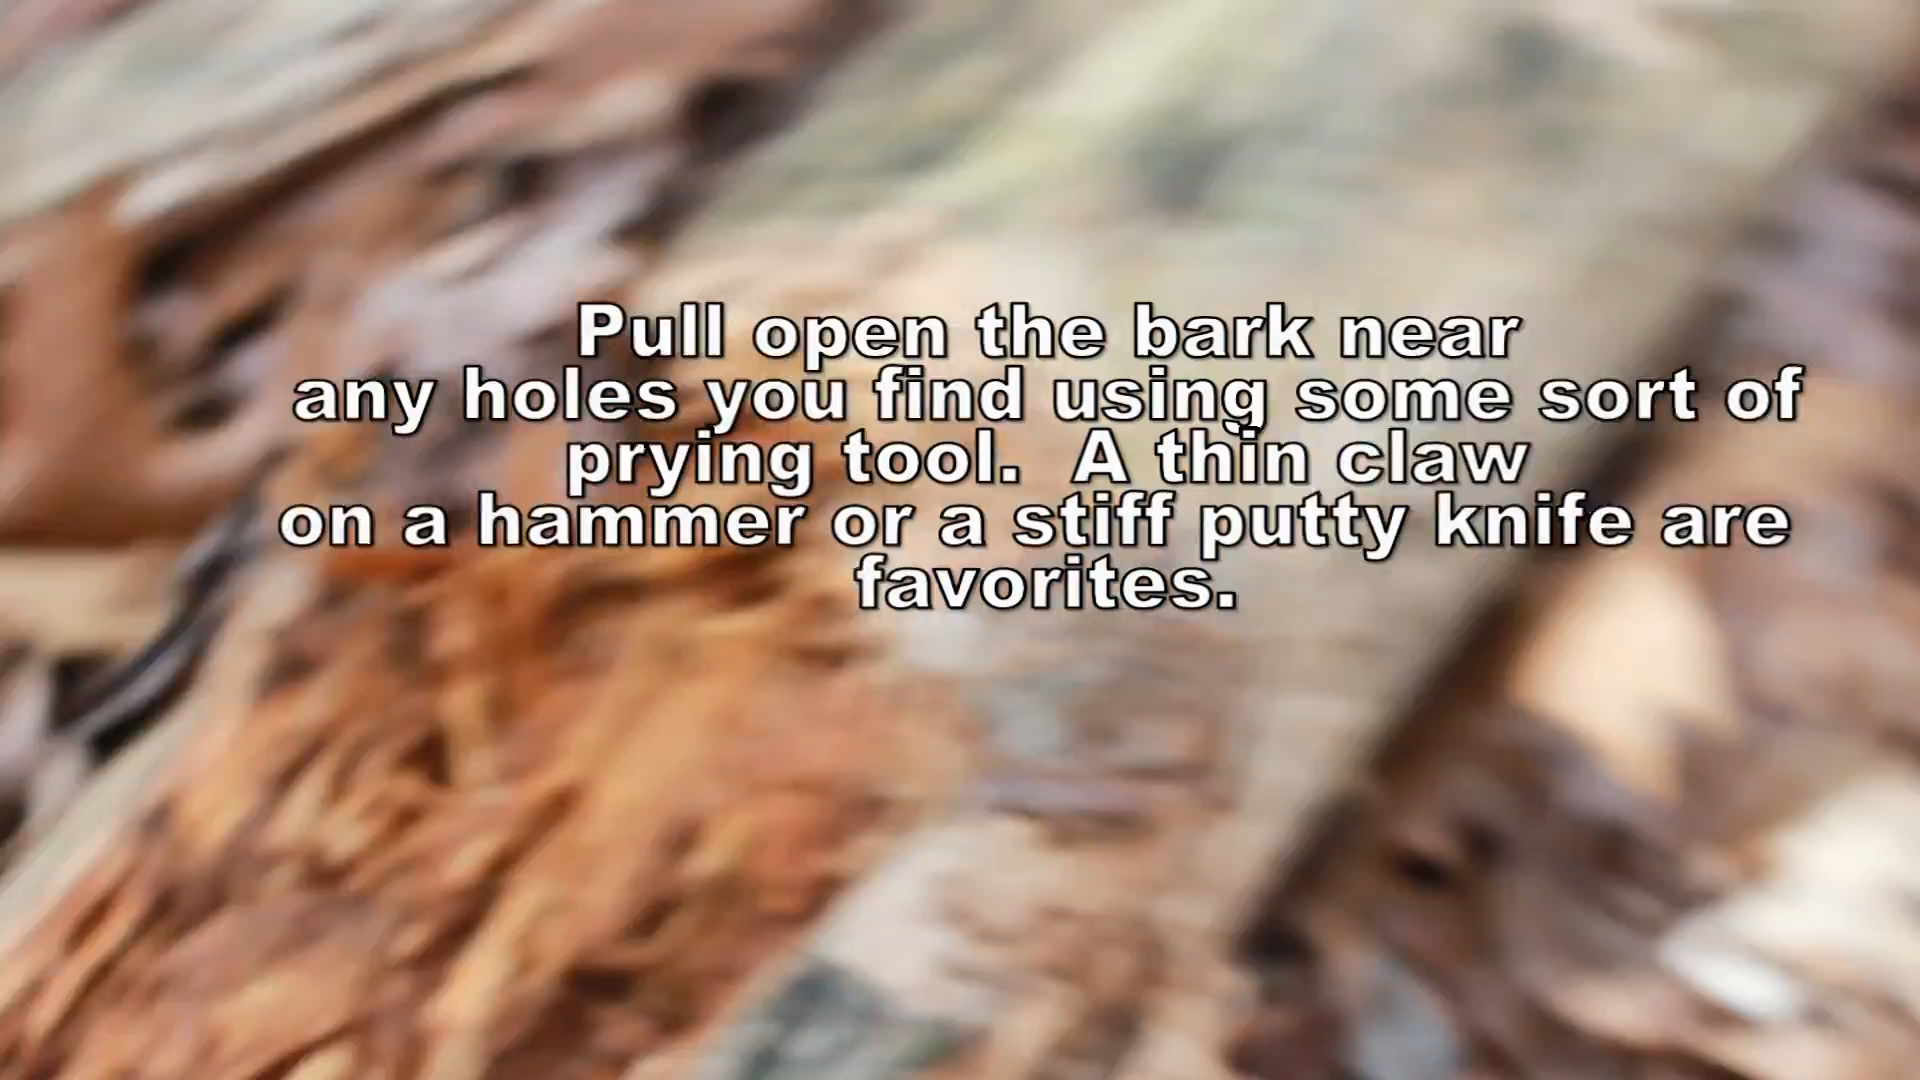 Pull open the bark near
any holes you find using some sort of
prying tool.  A thin claw
on a hammer or a stiff putty knife are
favorites.